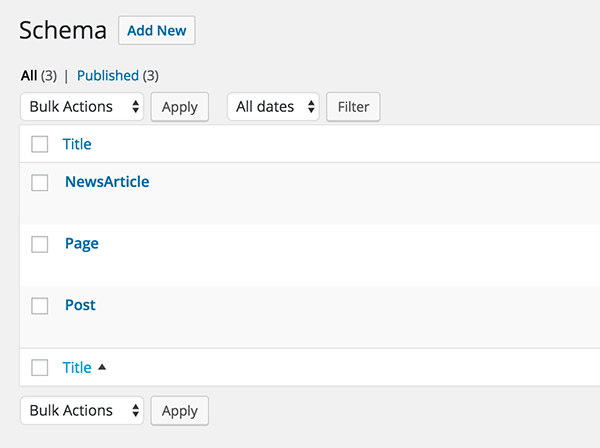 Schema Add New
All (3) | Published (3)
Bulk Actions Apply All dates Filter
Title
NewsArticle
Page
Post
Title
Bulk Actions Apply